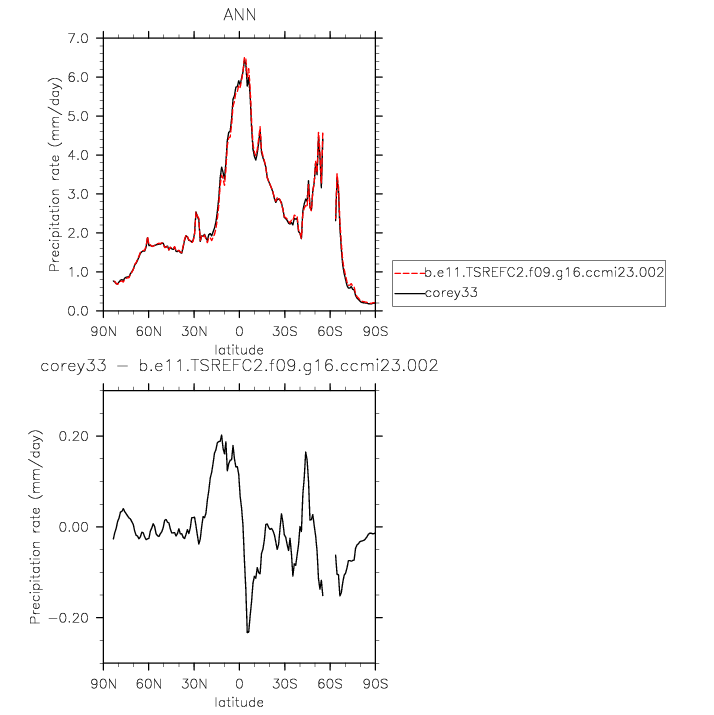 ANN
7.0
6.0
5.0
4.0
3.0
2.0
1.0
0.0
Precipitation rate (mm/day)
90N 60N 30N 0 30S 60S 90S
latitude
b.e11.TSREFC2.f09.g16.ccmi23.002
corey33
corey33 − b.e11.TSREFC2.f09.g16.ccmi23.002
0.20
0.00
−0.20
Precipitation rate (mm/day)
90N 60N 30N 0 30S 60S 90S
latitude